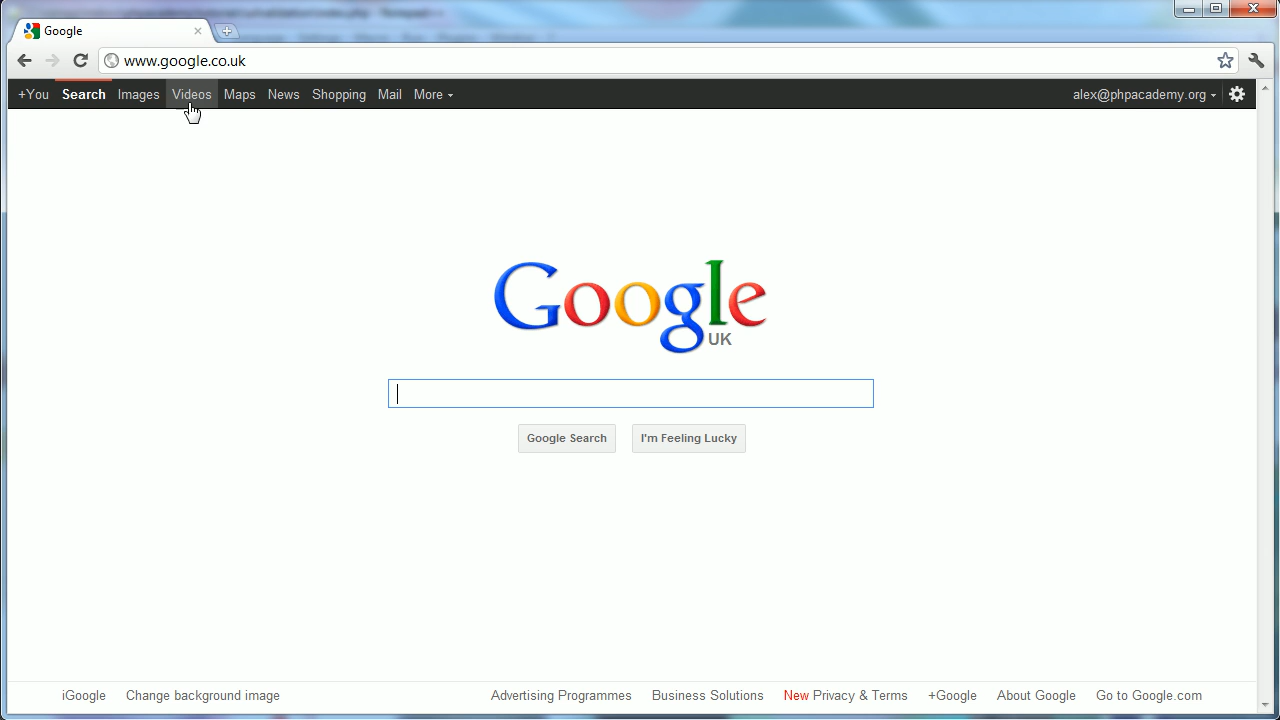 Google
www.google.co.uk
+You Search Images Videos Maps News Shopping Mail More alex@phpacademy.org
Google
UK
Google Search I'm Feeling Lucky
iGoogle Change background image Advertising Programmes Business Solutions New Privacy & Terms +Google About Google Go to Google.com